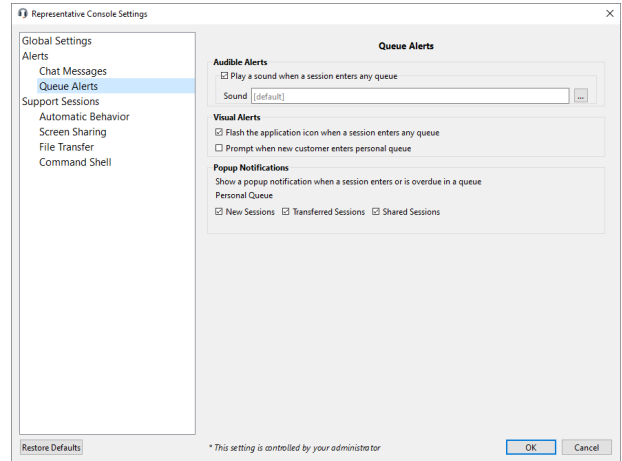 Representative Console Settings
Global Settings
Alerts
Chat Messages
Queue Alerts
Support Sessions
Automatic Behavior
Screen Sharing
File Transfer
Command Shell
Queue Alerts
Audible Alerts
Play a sound when a session enters any queue
Sound [default] ...
Visual Alerts
Flash the application icon when a session enters any queue
Prompt when new customer enters personal queue
Popup Notifications
Show a popup notification when a session enters or is overdue in a queue
Personal Queue
New Sessions Transferred Sessions Shared Sessions
Restore Defaults * This setting is controlled by your administrator OK Cancel